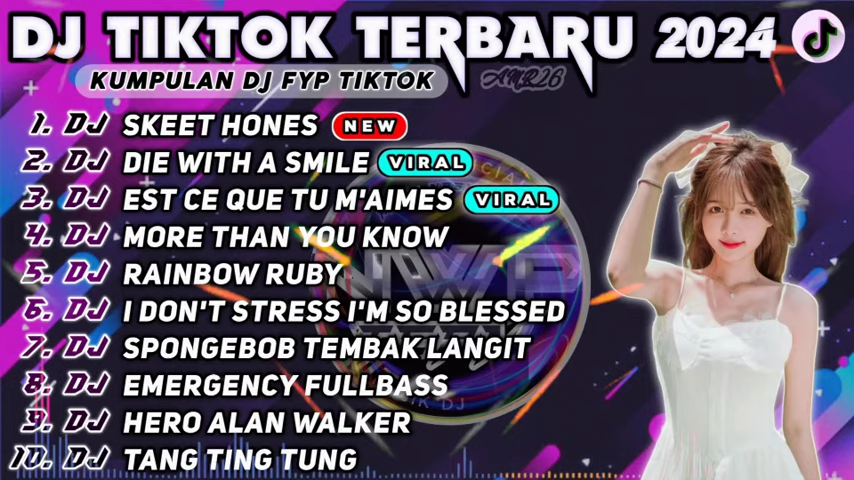 DJ TIKTOK TERBARU 2024
KUMPULAN DJ FYP TIKTOK
1. DJ SKEET HONES NEW
2. DJ DIE WITH A SMILE VIRAL
3. DJ EST CE QUE TU M'AIMES VIRAL
4. DJ MORE THAN YOU KNOW
5. DJ RAINBOW RUBY
6. DJ I DON'T STRESS I'M SO BLESSED
7. DJ SPONGEBOB TEMBAK LANGIT
8. DJ EMERGENCY FULLBASS
9. DJ HERO ALAN WALKER
10. DJ TANG TING TUNG